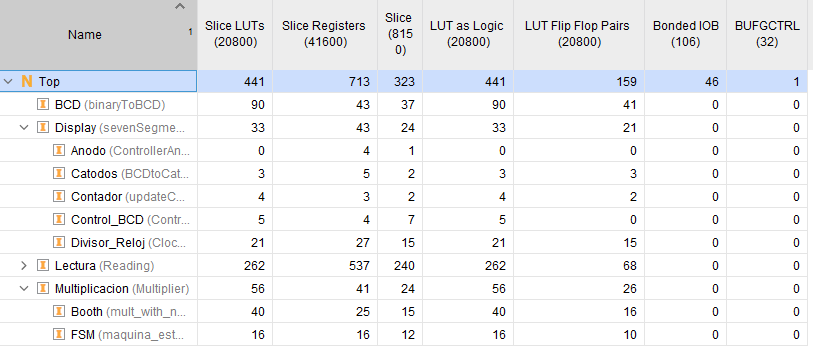 Name 1 Slice LUTs (20800) Slice Registers (41600) Slice (8150) LUT as Logic (20800) LUT Flip Flop Pairs (20800) Bonded IOB (106) BUFGCTRL (32)
N Top 441 713 323 441 159 46 1
BCD (binaryToBCD) 90 43 37 90 41 0 0
Display (sevenSegme... 33 43 24 33 21 0 0
Anodo (ControllerAn... 0 4 1 0 0 0 0
Catodos (BCDtoCat... 3 5 2 3 3 0 0
Contador (updateC... 4 3 2 4 2 0 0
Control_BCD (Contr... 5 4 7 5 0 0 0
Divisor_Reloj (Cloc... 21 27 15 21 15 0 0
Lectura (Reading) 262 537 240 262 68 0 0
Multiplicacion (Multiplier) 56 41 24 56 26 0 0
Booth (mult_with_n... 40 25 15 40 16 0 0
FSM (maquina_est... 16 16 12 16 10 0 0